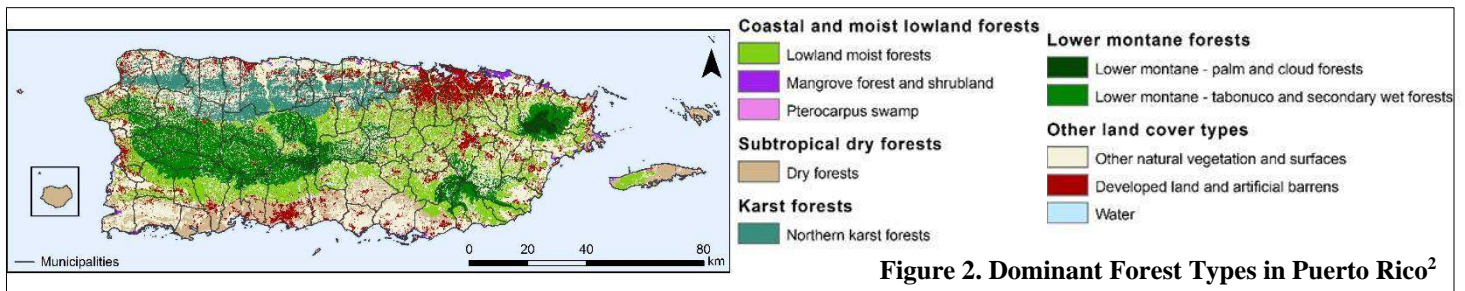 N
0 20 40 60 80
km
Municipalities
Coastal and moist lowland forests
Lowland moist forests
Mangrove forest and shrubland
Pterocarpus swamp
Subtropical dry forests
Dry forests
Karst forests
Northern karst forests
Lower montane forests
Lower montane - palm and cloud forests
Lower montane - tabonuco and secondary wet forests
Other land cover types
Other natural vegetation and surfaces
Developed land and artificial barrens
Water
Figure 2. Dominant Forest Types in Puerto Rico²